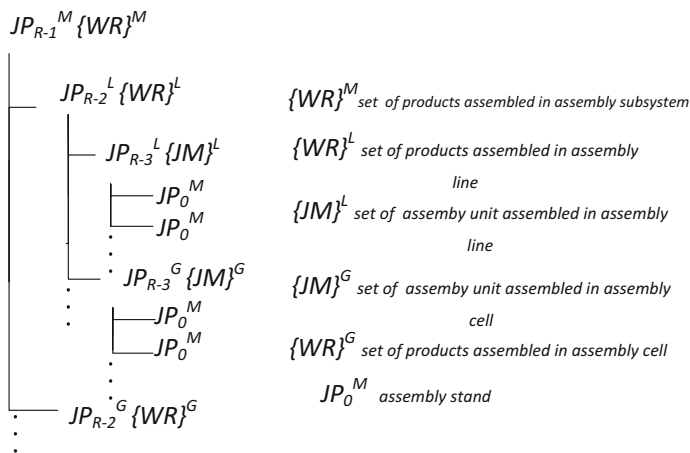 JP_{R-1}^M {WR}^M
JP_{R-2}^L {WR}^L
JP_{R-3}^L {JM}^L
JP_0^M
JP_0^M
JP_{R-3}^G {JM}^G
JP_0^M
JP_0^M
JP_{R-2}^G {WR}^G
{WR}^M set of products assembled in assembly subsystem
{WR}^L set of products assembled in assembly
line
{JM}^L set of assemby unit assembled in assembly
line
{JM}^G set of assemby unit assembled in assembly
cell
{WR}^G set of products assembled in assembly cell
JP_0^M assembly stand